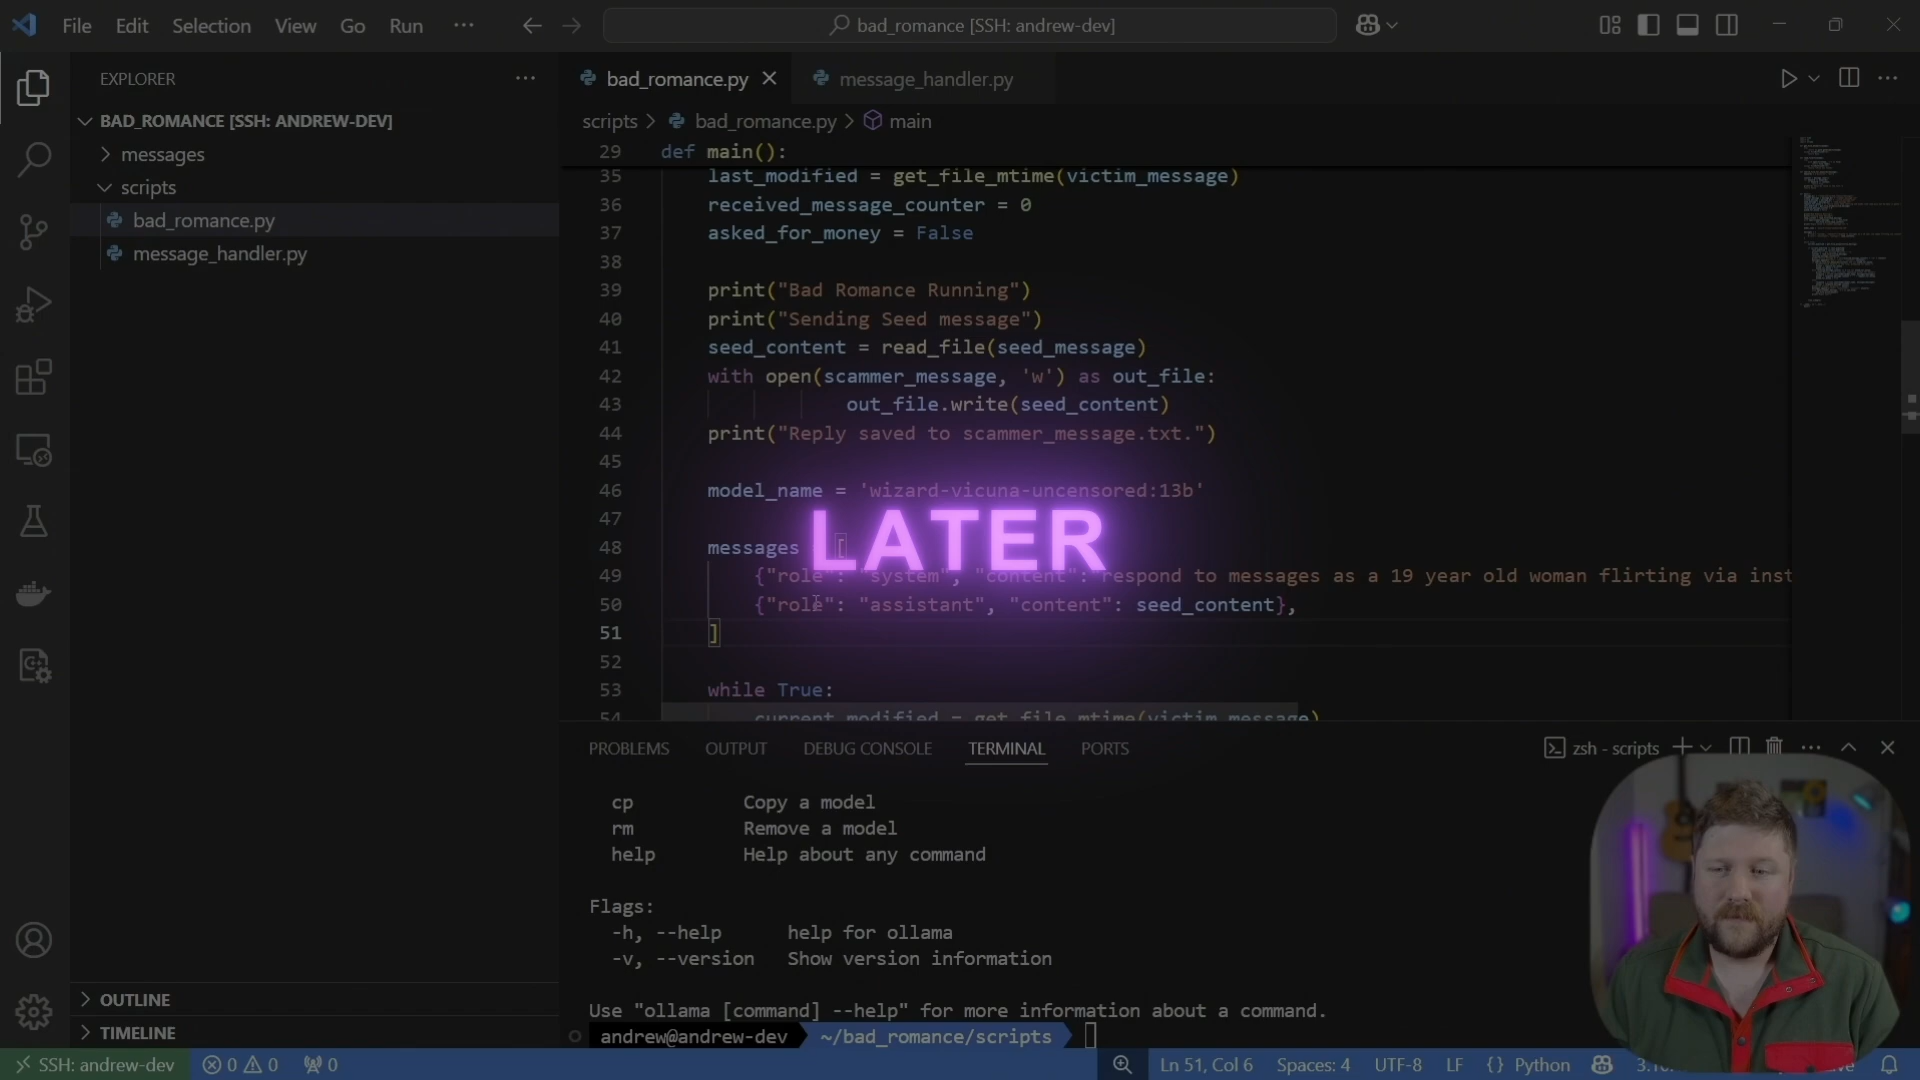 File Edit Selection View Go Run ···
bad_romance [SSH: andrew-dev]
EXPLORER ···
BAD_ROMANCE [SSH: ANDREW-DEV]
messages
scripts
bad_romance.py
message_handler.py
OUTLINE
TIMELINE
bad_romance.py
message_handler.py
scripts > bad_romance.py > main
29 def main():
35 last_modified = get_file_mtime(victim_message)
36 received_message_counter = 0
37 asked_for_money = False
38
39 print("Bad Romance Running")
40 print("Sending Seed message")
41 seed_content = read_file(seed_message)
42 with open(scammer_message, 'w') as out_file:
43 out_file.write(seed_content)
44 print("Reply saved to scammer_message.txt.")
45
46 model_name = 'wizard-vicuna-uncensored:13b'
47
LATER
48 messages [
49 {"role": "system", "content": respond to messages as a 19 year old woman flirting via inst
50 {"role": "assistant", "content": seed_content},
51 ]
52
53 while True:
54 current_modified = get_file_mtime(victim_message)
PROBLEMS OUTPUT DEBUG CONSOLE TERMINAL PORTS
zsh - scripts
cp Copy a model
rm Remove a model
help Help about any command
Flags:
-h, --help help for ollama
-v, --version Show version information
Use "ollama [command] --help" for more information about a command.
andrew@andrew-dev ~/bad_romance/scripts
SSH: andrew-dev 0 0 0
Ln 51, Col 6 Spaces: 4 UTF-8 LF {} Python